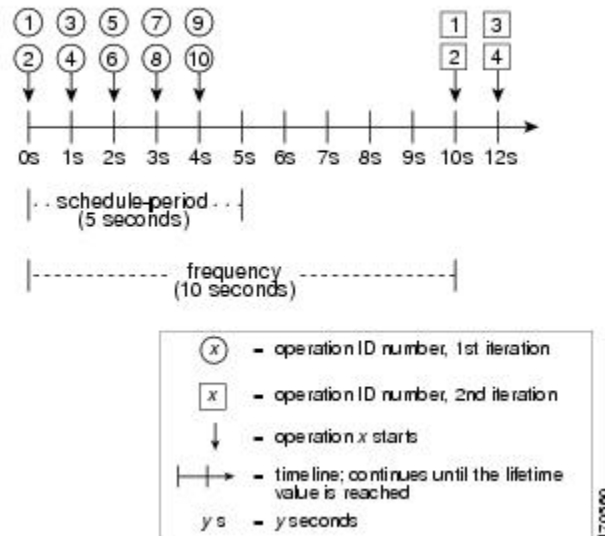 1 3 5 7 9 1 3
2 4 6 8 10 2 4
0s 1s 2s 3s 4s 5s 6s 7s 8s 9s 10s 12s
schedule-period
(5 seconds)
frequency
(10 seconds)
x = operation ID number, 1st iteration
x = operation ID number, 2nd iteration
= operation x starts
= timeline; continues until the lifetime
value is reached
y s = y seconds